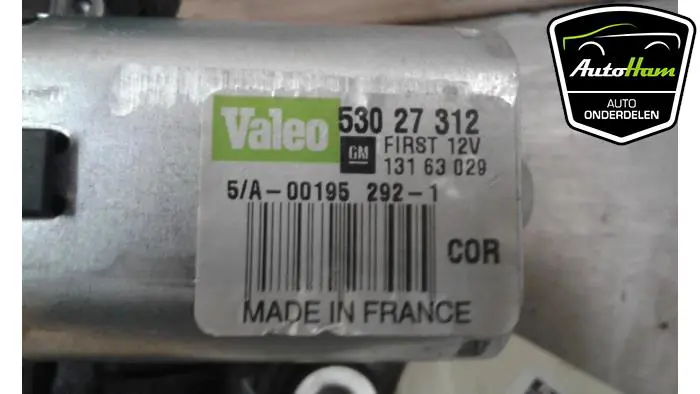 Valeo 530 27 312
GM FIRST 12V
131 63 029
5/A-00195 292-1
COR
MADE IN FRANCE
AutoHam
AUTO
ONDERDELEN